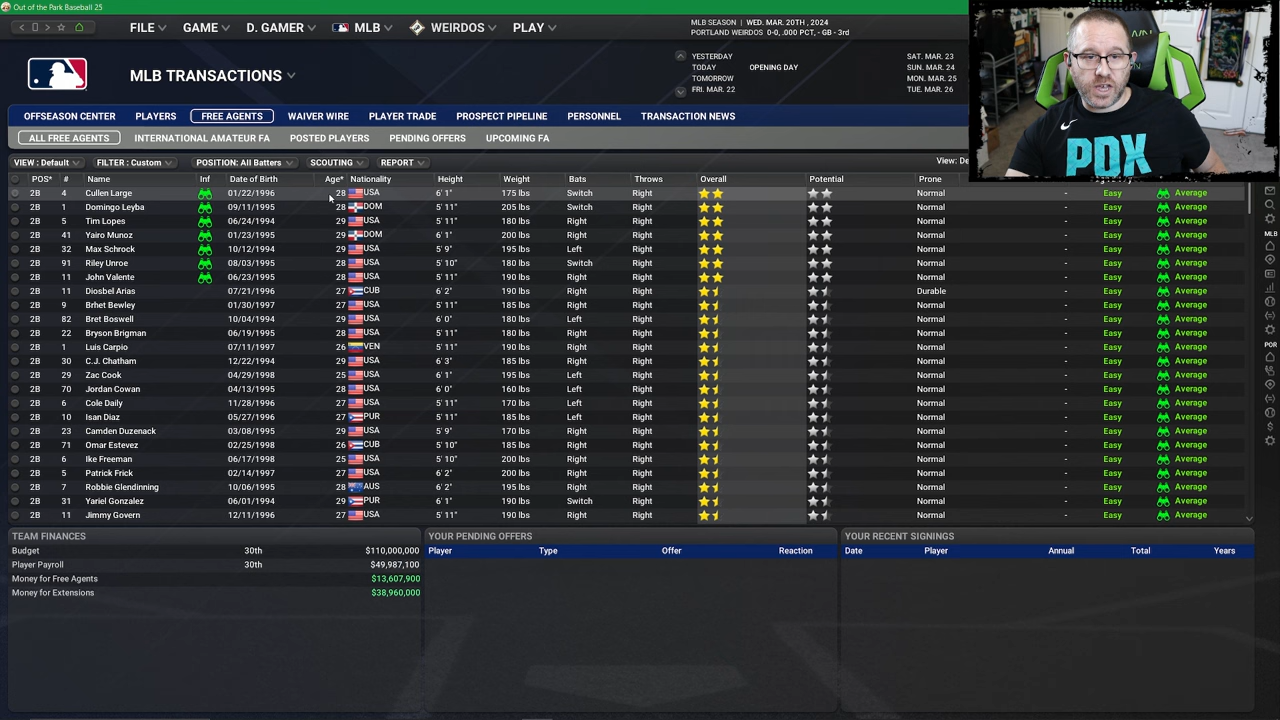 Out of the Park Baseball 25
FILE GAME D. GAMER MLB WEIRDOS PLAY
MLB SEASON | WED. MAR. 20TH , 2024
PORTLAND WEIRDOS 0-0, .000 PCT, - GB - 3rd
MLB TRANSACTIONS
YESTERDAY
TODAY OPENING DAY
TOMORROW
FRI. MAR. 22
SAT. MAR. 23
SUN. MAR. 24
MON. MAR. 25
TUE. MAR. 26
PDX
OFFSEASON CENTER PLAYERS FREE AGENTS WAIVER WIRE PLAYER TRADE PROSPECT PIPELINE PERSONNEL TRANSACTION NEWS
ALL FREE AGENTS INTERNATIONAL AMATEUR FA POSTED PLAYERS PENDING OFFERS UPCOMING FA
VIEW : Default FILTER : Custom POSITION: All Batters SCOUTING REPORT View: De
POS* # Name Inf Date of Birth Age* Nationality Height Weight Bats Throws Overall Potential Prone
2B 4 Cullen Large 01/22/1996 28 USA 6' 1" 175 lbs Switch Right Normal - Easy Average
2B 1 Domingo Leyba 09/11/1995 28 DOM 5' 11" 205 lbs Switch Right Normal - Easy Average
2B 5 Tim Lopes 06/24/1994 29 USA 5' 11" 180 lbs Right Right Normal - Easy Average
2B 41 Yairo Munoz 01/23/1995 28 DOM 6' 1" 200 lbs Right Right Normal - Easy Average
2B 32 Max Schrock 10/12/1994 29 USA 5' 9" 195 lbs Left Right Normal - Easy Average
2B 91 Riley Unroe 08/03/1995 28 USA 5' 10" 180 lbs Switch Right Normal - Easy Average
2B 11 John Valente 06/23/1995 28 USA 5' 11" 190 lbs Right Right Normal - Easy Average
2B 11 Diosbel Arias 07/21/1996 27 CUB 6' 2" 190 lbs Right Right Durable - Easy Average
2B 9 Brhet Bewley 01/30/1997 27 USA 5' 11" 185 lbs Right Right Normal - Easy Average
2B 82 Bret Boswell 10/04/1994 29 USA 6' 0" 180 lbs Left Right Normal - Easy Average
2B 22 Bryson Brigman 06/19/1995 28 USA 5' 11" 180 lbs Right Right Normal - Easy Average
2B 1 Luis Carpio 07/11/1997 26 VEN 5' 11" 190 lbs Right Right Normal - Easy Average
2B 30 C.J. Chatham 12/22/1994 29 USA 6' 3" 185 lbs Right Right Normal - Easy Average
2B 29 Zac Cook 04/29/1998 25 USA 6' 1" 195 lbs Left Right Normal - Easy Average
2B 70 Jordan Cowan 04/13/1995 28 USA 6' 0" 160 lbs Left Right Normal - Easy Average
2B 6 Cole Daily 11/28/1996 27 USA 5' 11" 170 lbs Left Right Normal - Easy Average
2B 10 Isan Diaz 05/27/1996 27 PUR 5' 11" 185 lbs Left Right Normal - Easy Average
2B 23 Camden Duzenack 03/08/1995 29 USA 5' 9" 170 lbs Right Right Normal - Easy Average
2B 71 Omar Estevez 02/25/1998 26 CUB 5' 10" 185 lbs Right Right Normal - Easy Average
2B 6 Ike Freeman 06/17/1998 25 USA 5' 10" 200 lbs Right Right Normal - Easy Average
2B 5 Patrick Frick 02/14/1997 27 USA 6' 2" 200 lbs Right Right Normal - Easy Average
2B 7 Robbie Glendinning 10/06/1995 28 AUS 6' 2" 195 lbs Right Right Normal - Easy Average
2B 31 Yariel Gonzalez 06/01/1994 29 PUR 6' 1" 190 lbs Switch Right Normal - Easy Average
2B 11 Jimmy Govern 12/11/1996 27 USA 5' 11" 190 lbs Right Right Normal - Easy Average
MLB
POR
TEAM FINANCES
Budget 30th $110,000,000
Player Payroll 30th $49,987,100
Money for Free Agents $13,607,900
Money for Extensions $38,960,000
YOUR PENDING OFFERS
Player Type Offer Reaction
YOUR RECENT SIGNINGS
Date Player Annual Total Years